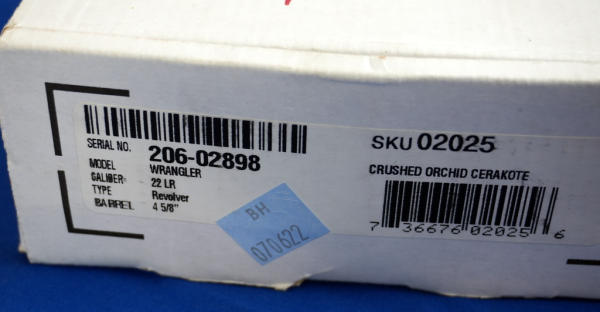 SERIAL NO. 206-02898
MODEL WRANGLER
CALIBER: 22 LR
TYPE Revolver
BARREL 4 5/8"
SKU 02025
CRUSHED ORCHID CERAKOTE
7 36676 02025 6
BH
070622